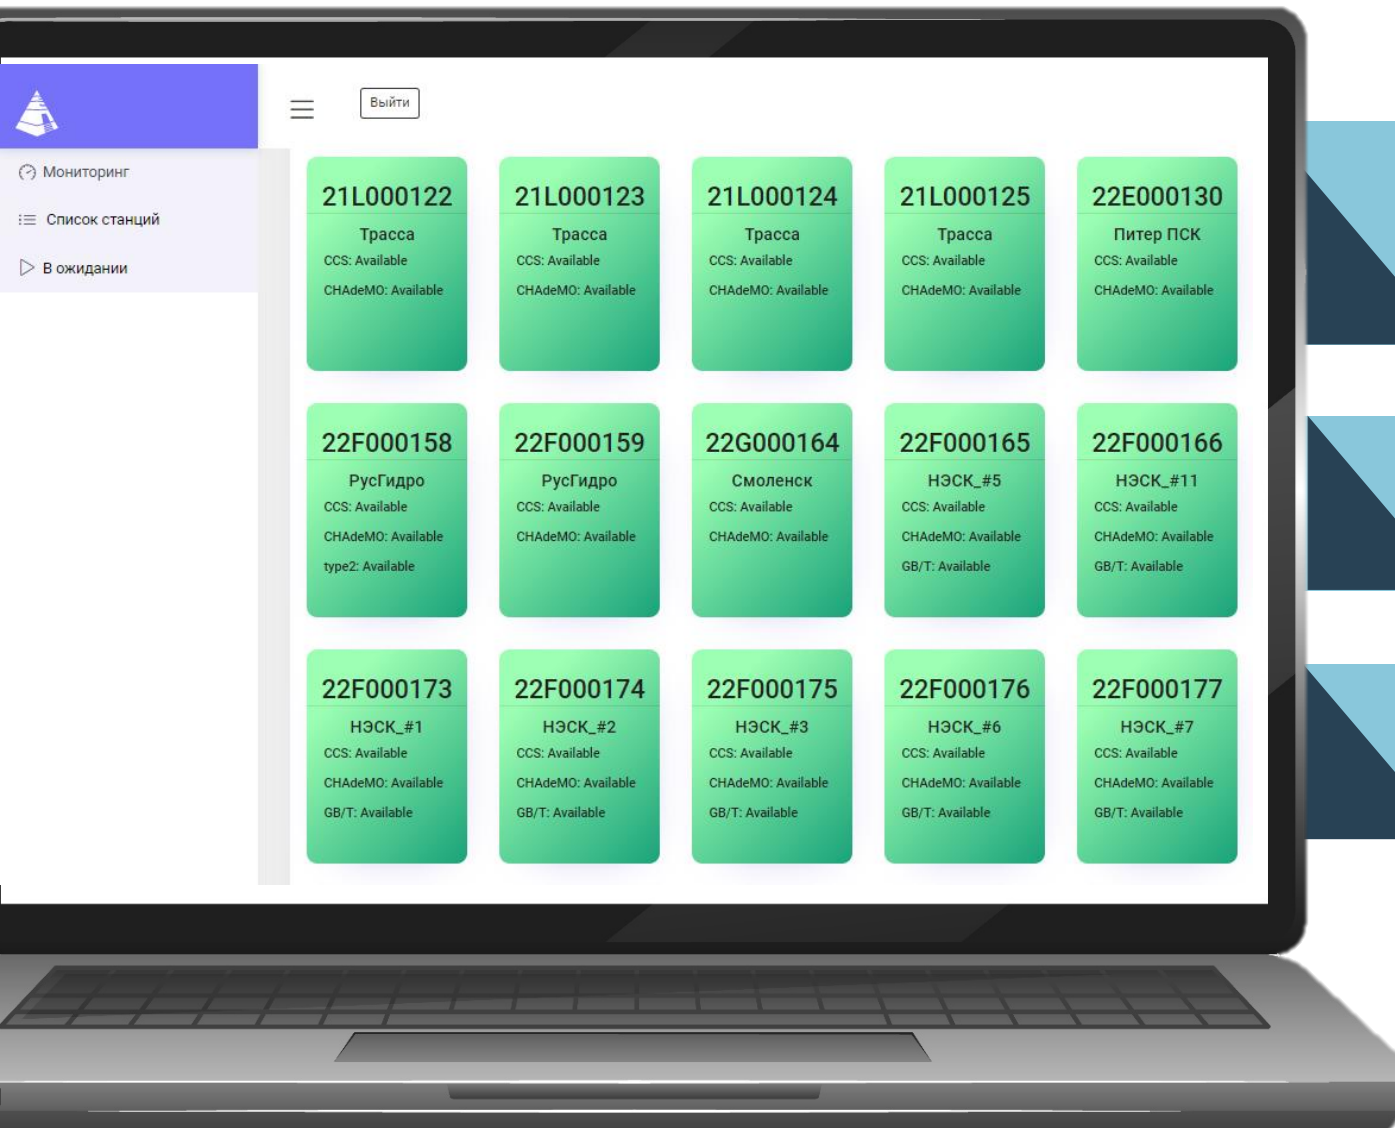 Выйти
Мониторинг
Список станций
В ожидании
21L000122
Трасса
CCS: Available
CHAdeMO: Available
21L000123
Трасса
CCS: Available
CHAdeMO: Available
21L000124
Трасса
CCS: Available
CHAdeMO: Available
21L000125
Трасса
CCS: Available
CHAdeMO: Available
22E000130
Питер ПСК
CCS: Available
CHAdeMO: Available
22F000158
РусГидро
CCS: Available
CHAdeMO: Available
type2: Available
22F000159
РусГидро
CCS: Available
CHAdeMO: Available
22G000164
Смоленск
CCS: Available
CHAdeMO: Available
22F000165
НЭСК_#5
CCS: Available
CHAdeMO: Available
GB/T: Available
22F000166
НЭСК_#11
CCS: Available
CHAdeMO: Available
GB/T: Available
22F000173
НЭСК_#1
CCS: Available
CHAdeMO: Available
GB/T: Available
22F000174
НЭСК_#2
CCS: Available
CHAdeMO: Available
GB/T: Available
22F000175
НЭСК_#3
CCS: Available
CHAdeMO: Available
GB/T: Available
22F000176
НЭСК_#6
CCS: Available
CHAdeMO: Available
GB/T: Available
22F000177
НЭСК_#7
CCS: Available
CHAdeMO: Available
GB/T: Available